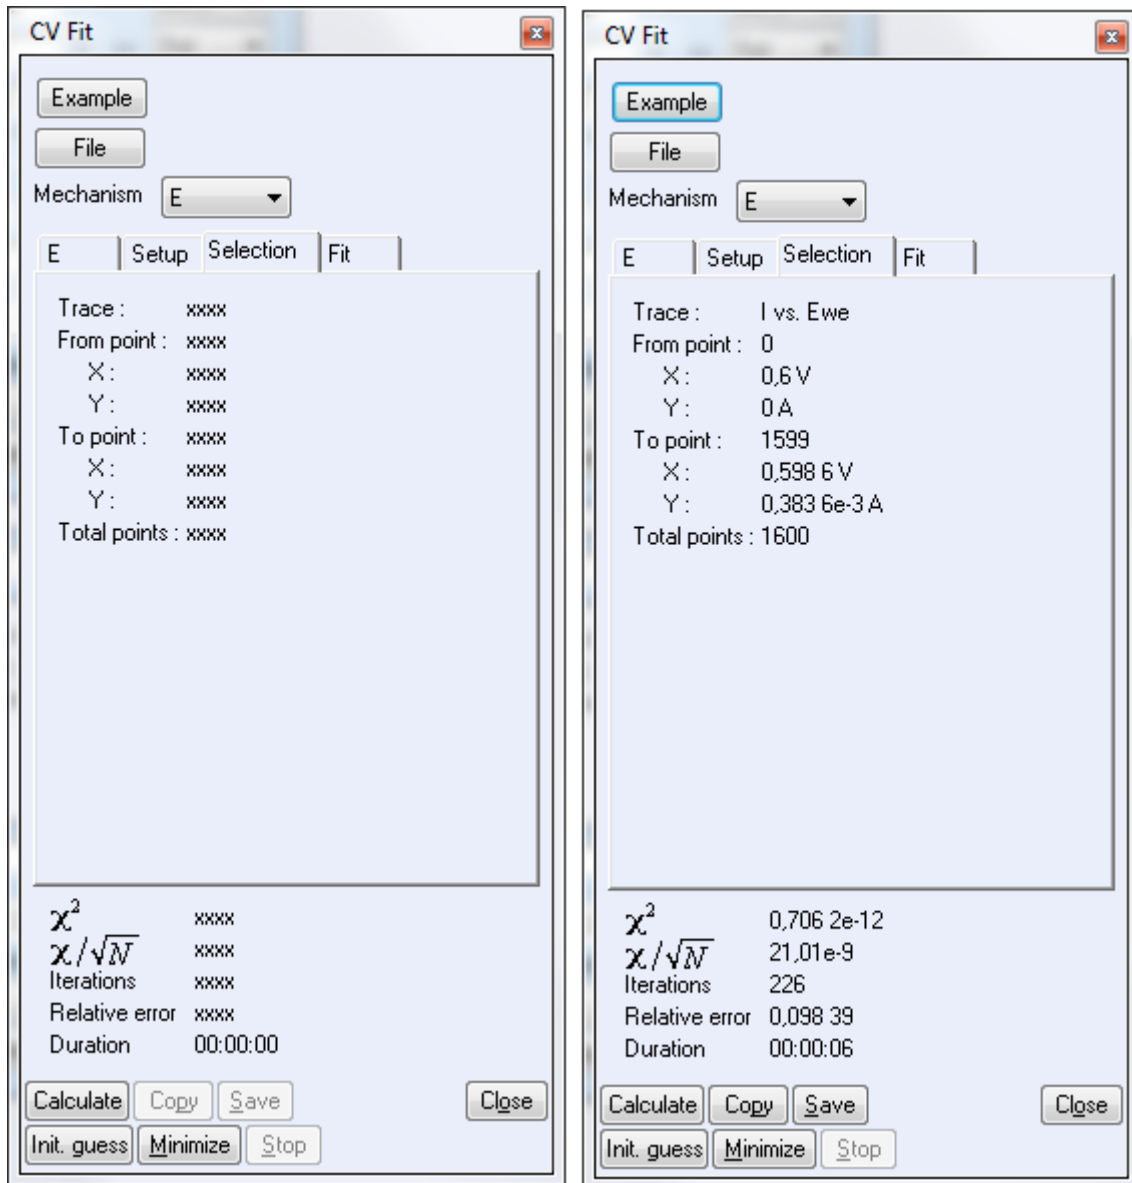 CV Fit
Example
File
Mechanism E
E Setup Selection Fit
Trace : xxxx
From point : xxxx
X : xxxx
Y : xxxx
To point : xxxx
X : xxxx
Y : xxxx
Total points : xxxx
χ² xxxx
χ/√N xxxx
Iterations xxxx
Relative error xxxx
Duration 00:00:00
Calculate Copy Save Close
Init. guess Minimize Stop
CV Fit
Example
File
Mechanism E
E Setup Selection Fit
Trace : I vs. Ewe
From point : 0
X : 0,6 V
Y : 0 A
To point : 1599
X : 0,598 6 V
Y : 0,383 6e-3 A
Total points : 1600
χ² 0,706 2e-12
χ/√N 21,01e-9
Iterations 226
Relative error 0,098 39
Duration 00:00:06
Calculate Copy Save Close
Init. guess Minimize Stop